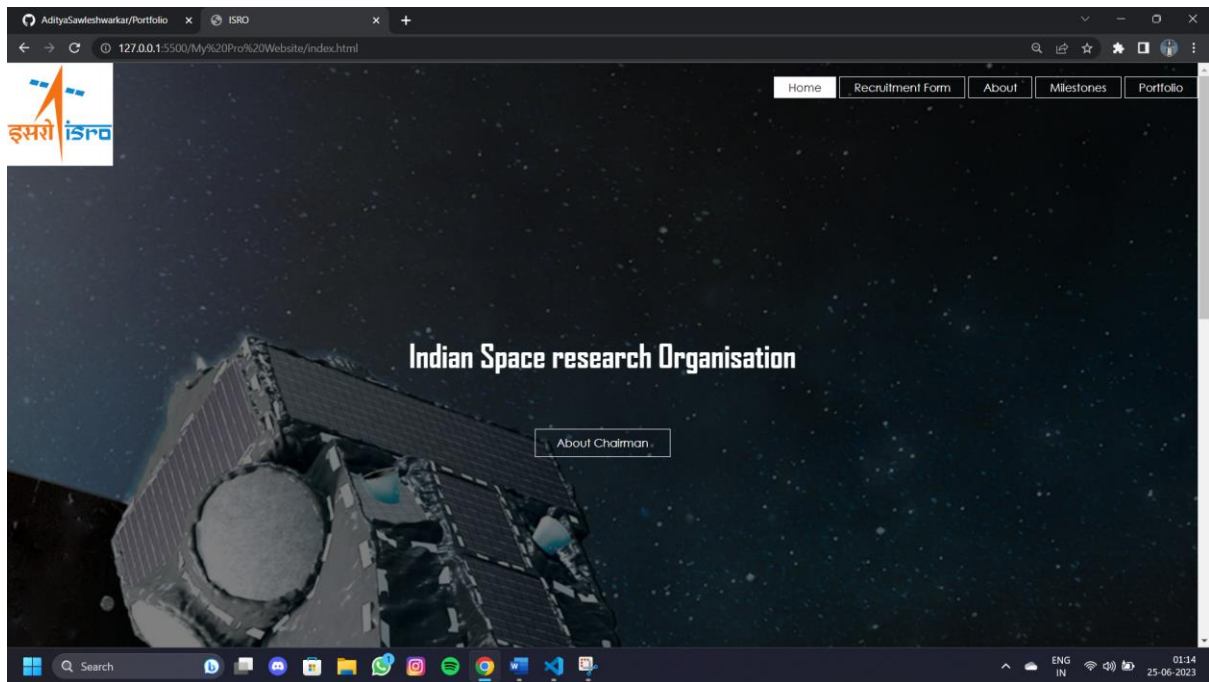 AdityaSawleshwarkar/Portfolio
ISRO
127.0.0.1:5500/My%20Pro%20Website/index.html
इसरो isro
Home Recruitment Form About Milestones Portfolio
Indian Space research Organisation
About Chairman
Search
ENG 01:14
IN 25-06-2023